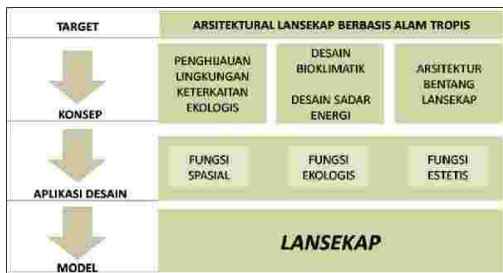 TARGET
ARSITEKTURAL LANSEKAP BERBASIS ALAM TROPIS
PENGHIJAUAN
LINGKUNGAN
KETERKAITAN
EKOLOGIS
DESAIN
BIOKLIMATIK
DESAIN SADAR
ENERGI
ARSITEKTUR
BENTANG
LANSEKAP
KONSEP
FUNGSI
SPASIAL
FUNGSI
EKOLOGIS
FUNGSI
ESTETIS
APLIKASI DESAIN
LANSEKAP
MODEL